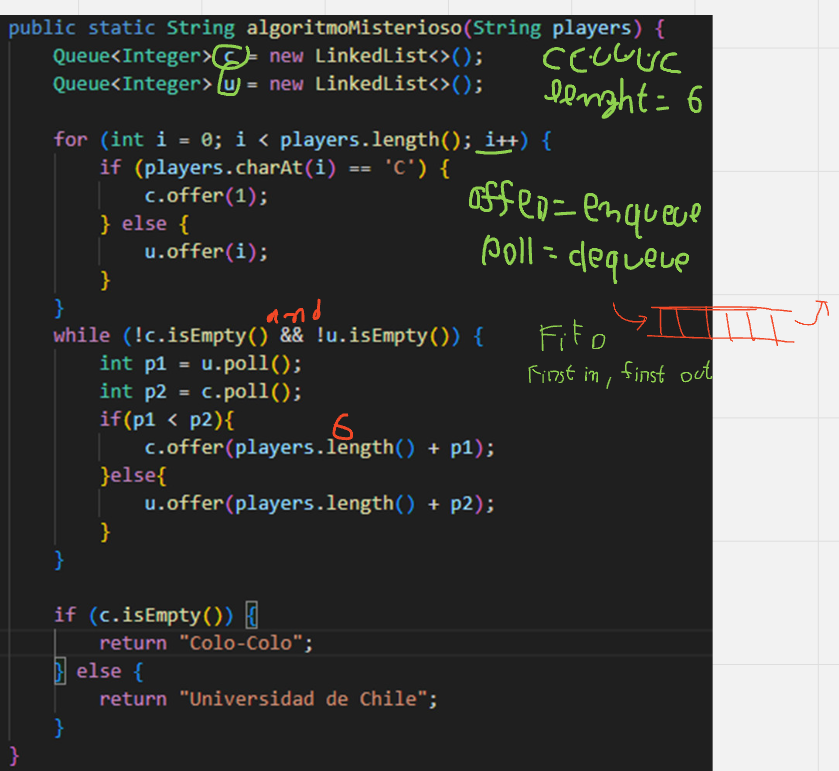 public static String algoritmoMisterioso(String players) {
Queue<Integer> c = new LinkedList<>();
Queue<Integer> u = new LinkedList<>();
CCUUUC
lenght = 6
for (int i = 0; i < players.length(); i++) {
if (players.charAt(i) == 'C') {
c.offer(1);
} else {
u.offer(i);
}
}
offer = enqueue
poll = dequeue
and
while (!c.isEmpty() && !u.isEmpty()) {
int p1 = u.poll();
int p2 = c.poll();
if(p1 < p2){
6
c.offer(players.length() + p1);
}else{
u.offer(players.length() + p2);
}
}
FiFo
First in, first out
if (c.isEmpty()) {
return "Colo-Colo";
} else {
return "Universidad de Chile";
}
}